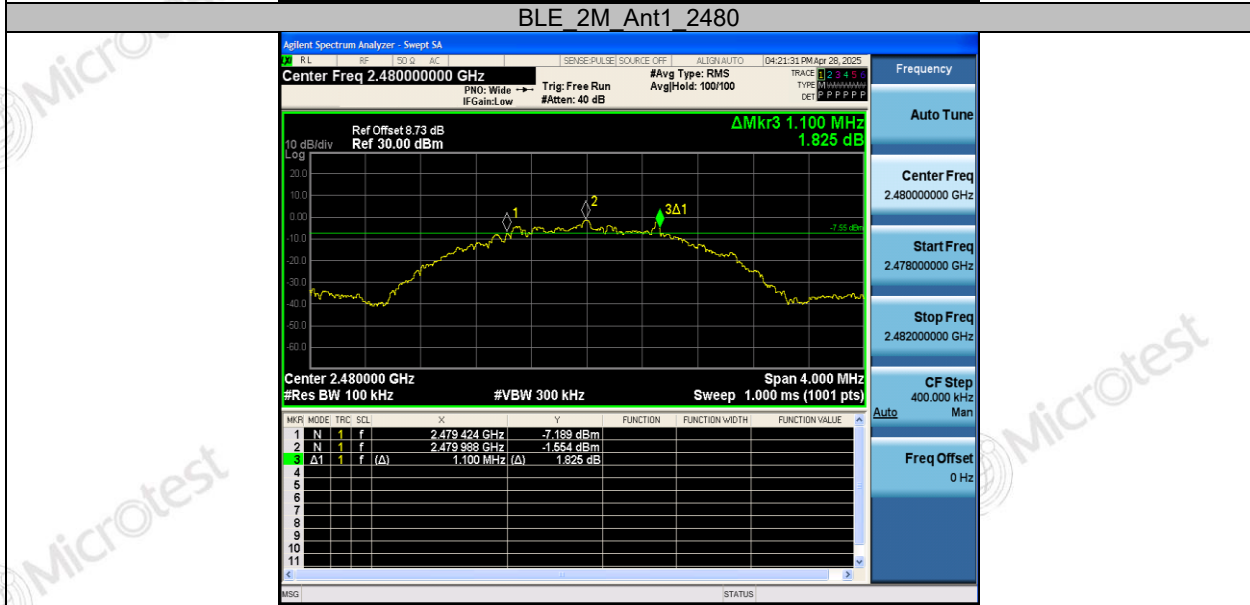 BLE_2M_Ant1_2480
Agilent Spectrum Analyzer - Swept SA
RL RF 50 Ω AC SENSE:PULSE SOURCE OFF ALIGN AUTO 04:21:31 PM Apr 28, 2025
Center Freq 2.480000000 GHz #Avg Type: RMS TRACE 1 2 3 4 5 6
PNO: Wide Trig: Free Run Avg|Hold: 100/100 TYPE M WWWWW
IFGain:Low #Atten: 40 dB DET P P P P P P
Frequency
Auto Tune
Center Freq
2.480000000 GHz
Start Freq
2.478000000 GHz
Stop Freq
2.482000000 GHz
CF Step
400.000 kHz
Auto Man
Freq Offset
0 Hz
ΔMkr3 1.100 MHz
1.825 dB
Ref Offset 8.73 dB
10 dB/div Ref 30.00 dBm
Log
20.0
10.0
0.00
-10.0
-20.0
-30.0
-40.0
-50.0
-60.0
1
2
3Δ1
-7.55 dBm
Center 2.480000 GHz Span 4.000 MHz
#Res BW 100 kHz #VBW 300 kHz Sweep 1.000 ms (1001 pts)
MKR MODE TRC SCL X Y FUNCTION FUNCTION WIDTH FUNCTION VALUE
1 N 1 f 2.479 424 GHz -7.189 dBm
2 N 1 f 2.479 988 GHz -1.554 dBm
3 Δ1 1 f (Δ) 1.100 MHz (Δ) 1.825 dB
4
5
6
7
8
9
10
11
MSG STATUS
Microtest
Microtest
Microtest